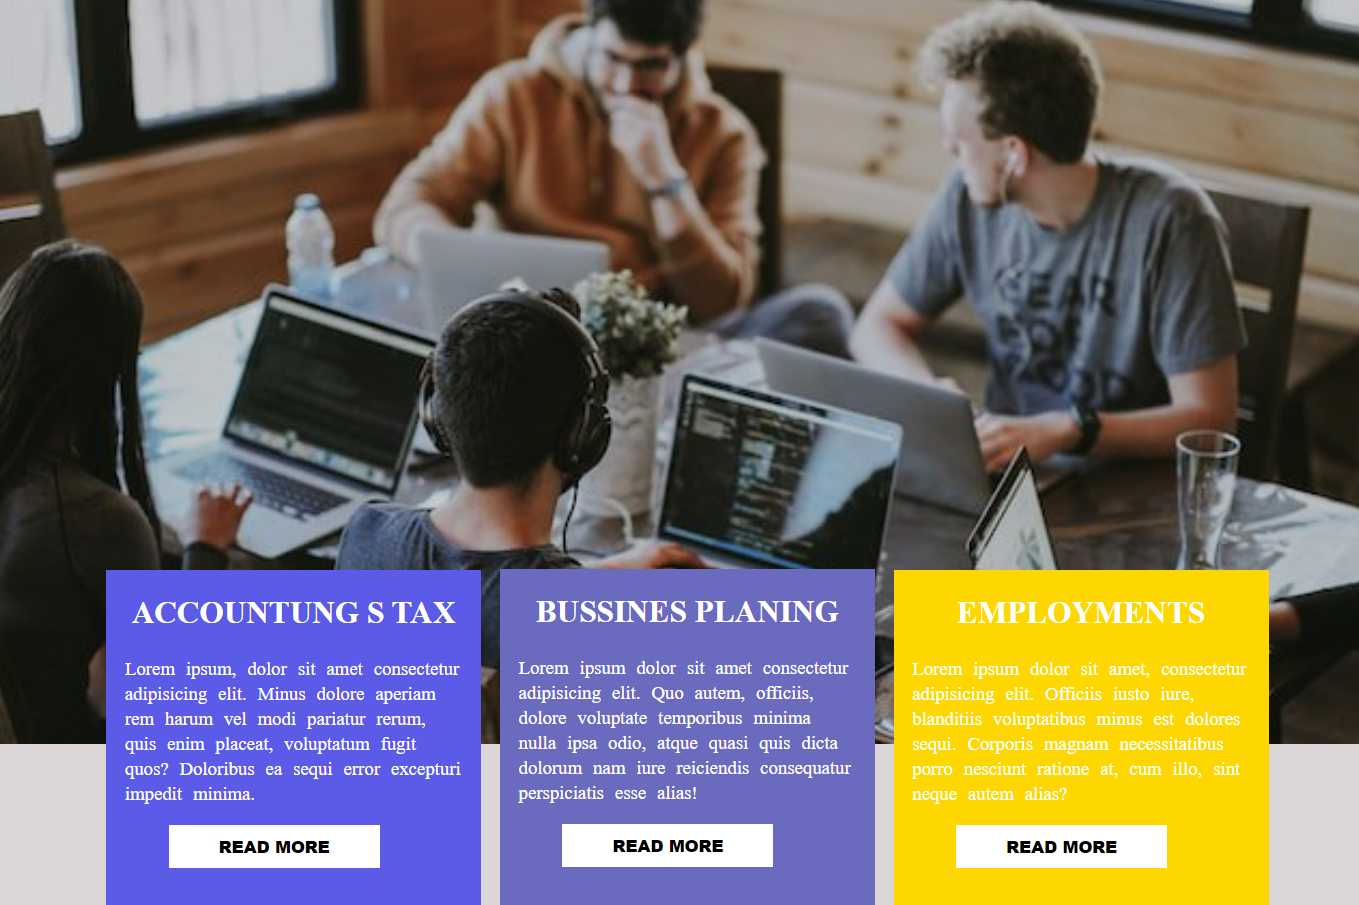 GEAR
FOR
GOOD
ACCOUNTUNG S TAX
Lorem ipsum, dolor sit amet consectetur
adipisicing elit. Minus dolore aperiam
rem harum vel modi pariatur rerum,
quis enim placeat, voluptatum fugit
quos? Doloribus ea sequi error excepturi
impedit minima.
READ MORE
BUSSINES PLANING
Lorem ipsum dolor sit amet consectetur
adipisicing elit. Quo autem, officiis,
dolore voluptate temporibus minima
nulla ipsa odio, atque quasi quis dicta
dolorum nam iure reiciendis consequatur
perspiciatis esse alias!
READ MORE
EMPLOYMENTS
Lorem ipsum dolor sit amet, consectetur
adipisicing elit. Officiis iusto iure,
blanditiis voluptatibus minus est dolores
sequi. Corporis magnam necessitatibus
porro nesciunt ratione at, cum illo, sint
neque autem alias?
READ MORE